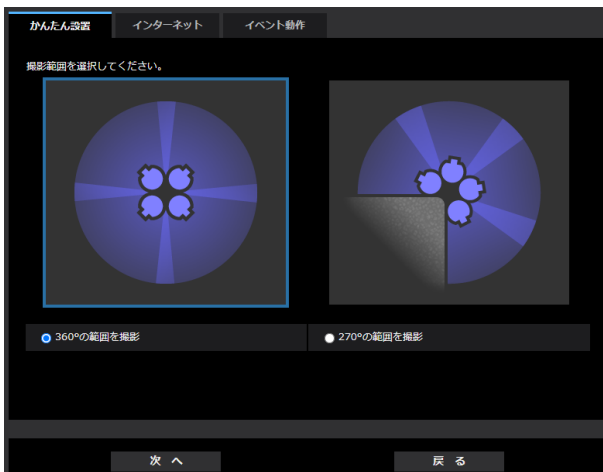 かんたん設置
インターネット
イベント動作
撮影範囲を選択してください。
360°の範囲を撮影
270°の範囲を撮影
次 へ
戻 る